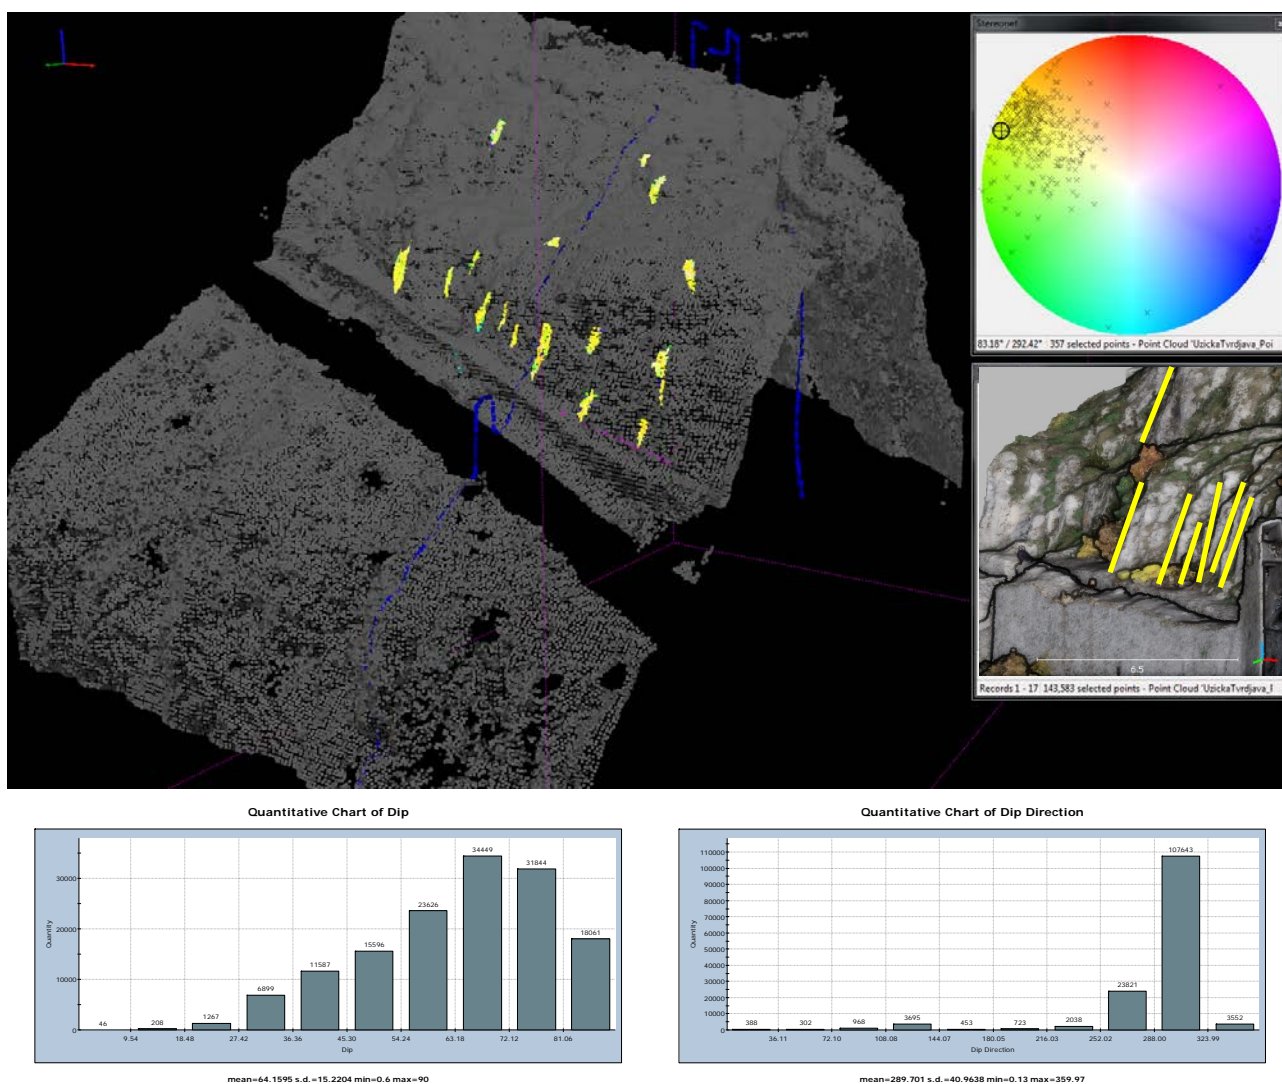 Stereonet
83.18° / 292.42° 357 selected points - Point Cloud 'UzickaTvrdjava_Poi
6.5
Records 1 - 17 143,583 selected points - Point Cloud 'UzickaTvrdjava_F
Quantitative Chart of Dip
Quantity
30000
20000
10000
0
46
208
1267
6899
11587
15596
23626
34449
31844
18061
9.54 18.48 27.42 36.36 45.30 54.24 63.18 72.12 81.06
Dip
mean=64.1595 s.d.=15.2204 min=0.6 max=90
Quantitative Chart of Dip Direction
Quantity
110000
100000
90000
80000
70000
60000
50000
40000
30000
20000
10000
0
388
302
968
3695
453
723
2038
23821
107643
3552
36.11 72.10 108.08 144.07 180.05 216.03 252.02 288.00 323.99
Dip Direction
mean=289.701 s.d.=40.9638 min=0.13 max=359.97